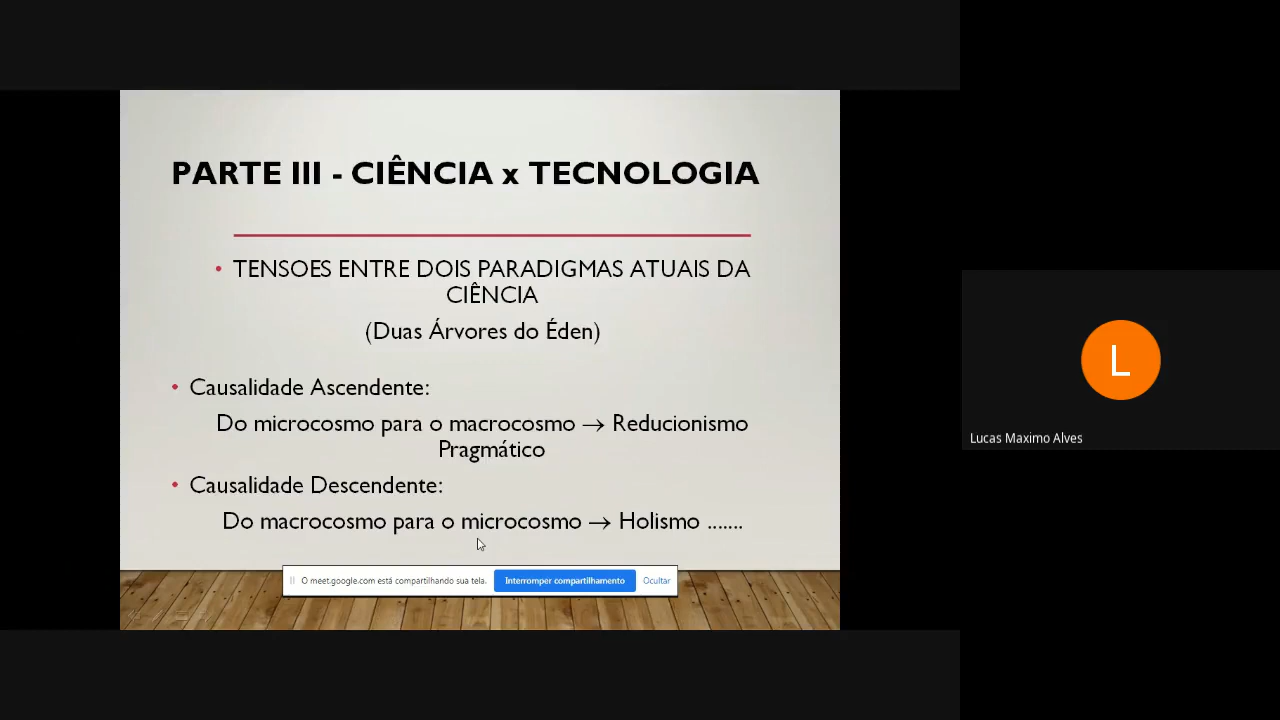 PARTE III - CIÊNCIA x TECNOLOGIA
• TENSOES ENTRE DOIS PARADIGMAS ATUAIS DA
CIÊNCIA
(Duas Árvores do Éden)
• Causalidade Ascendente:
Do microcosmo para o macrocosmo → Reducionismo
Pragmático
• Causalidade Descendente:
Do macrocosmo para o microcosmo → Holismo .......
O meet.google.com está compartilhando sua tela. Interromper compartilhamento Ocultar
L
Lucas Maximo Alves